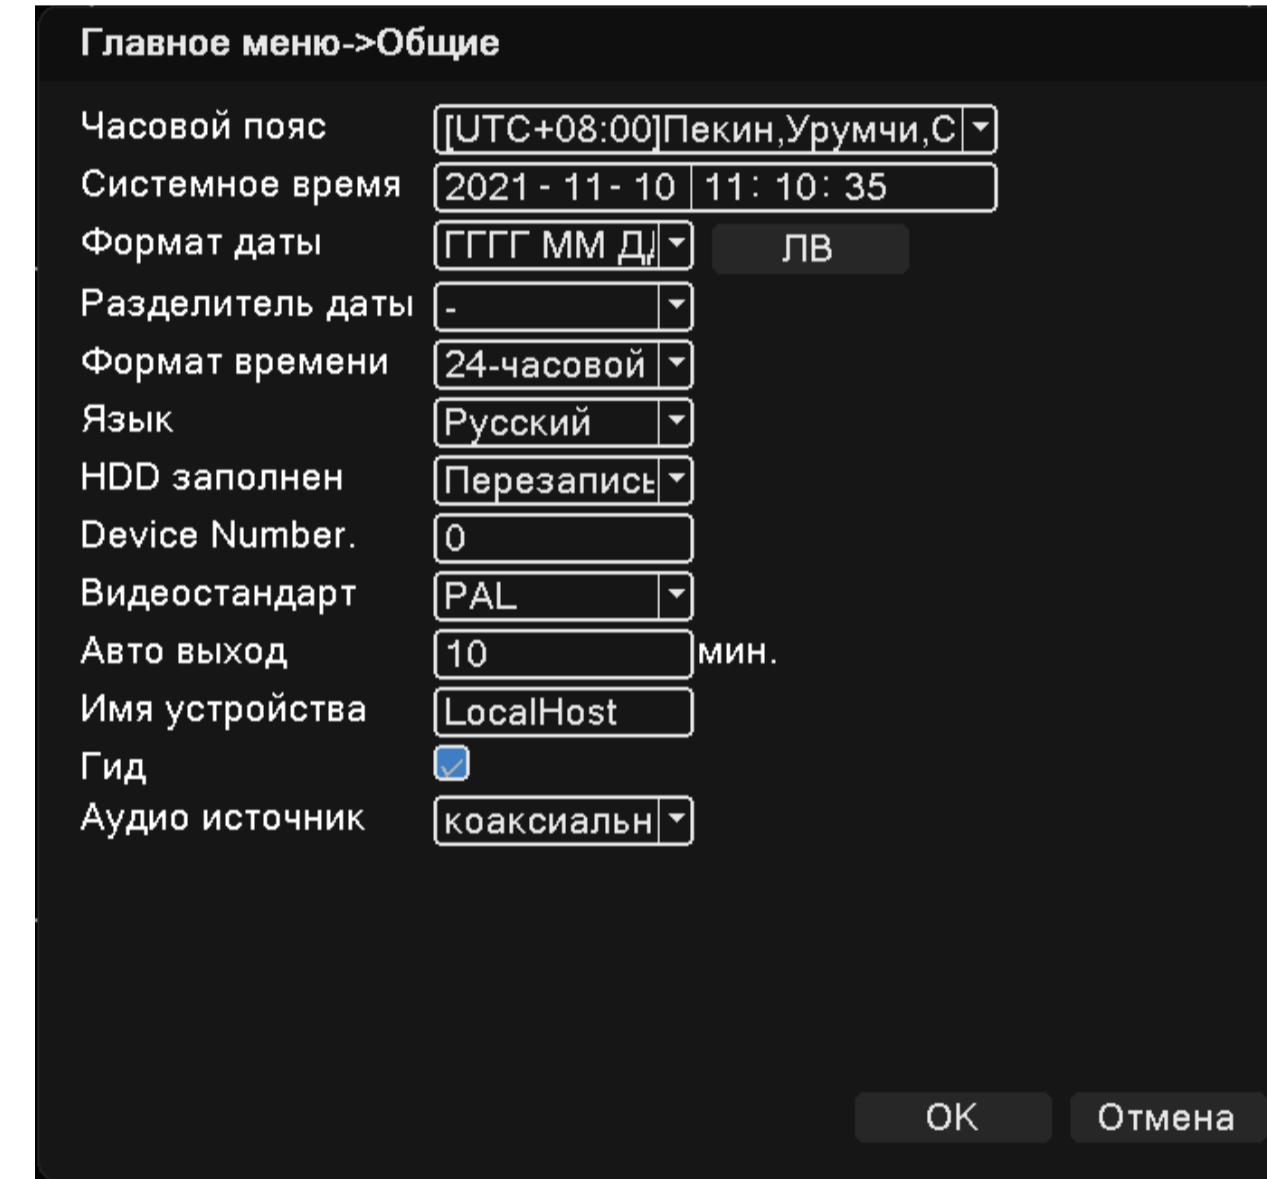 Главное меню->Общие
Часовой пояс [UTC+08:00]Пекин,Урумчи,С
Системное время 2021 - 11 - 10 11: 10: 35
Формат даты ГГГГ ММ ДД ЛВ
Разделитель даты -
Формат времени 24-часовой
Язык Русский
HDD заполнен Перезапись
Device Number. 0
Видеостандарт PAL
Авто выход 10 мин.
Имя устройства LocalHost
Гид
Аудио источник коаксиальн
OK Отмена